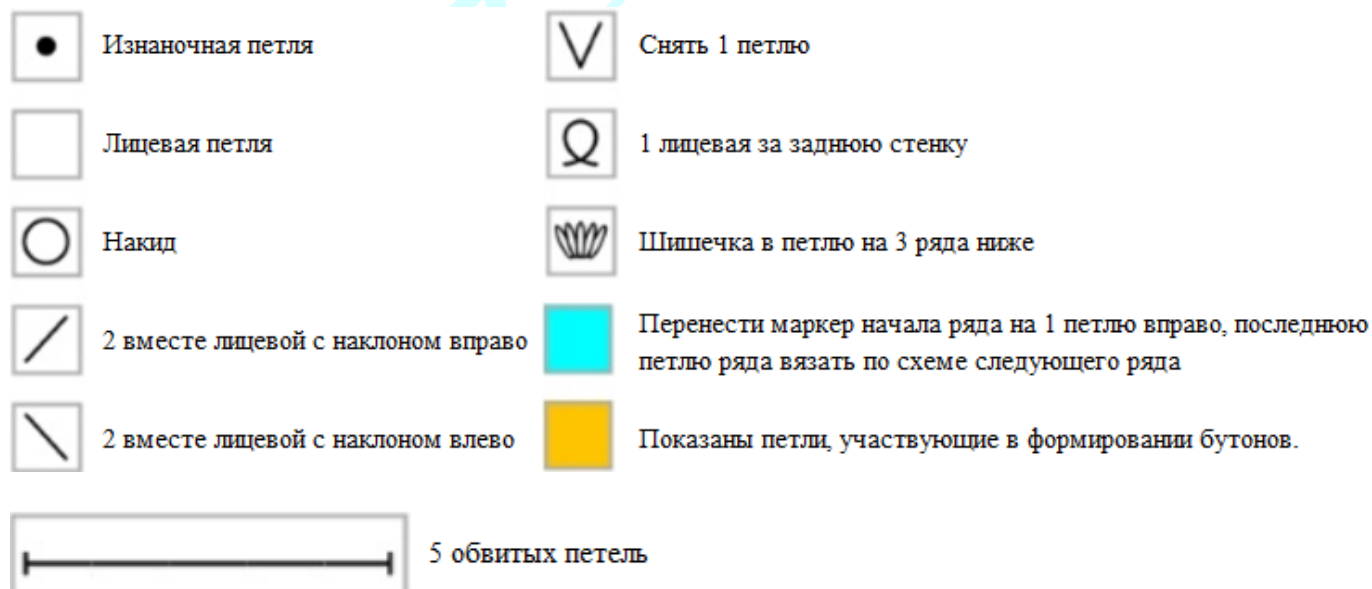 Изнаночная петля
Снять 1 петлю
Лицевая петля
1 лицевая за заднюю стенку
Накид
Шишечка в петлю на 3 ряда ниже
2 вместе лицевой с наклоном вправо
Перенести маркер начала ряда на 1 петлю вправо, последнюю
петлю ряда вязать по схеме следующего ряда
2 вместе лицевой с наклоном влево
Показаны петли, участвующие в формировании бутонов.
5 обвитых петель